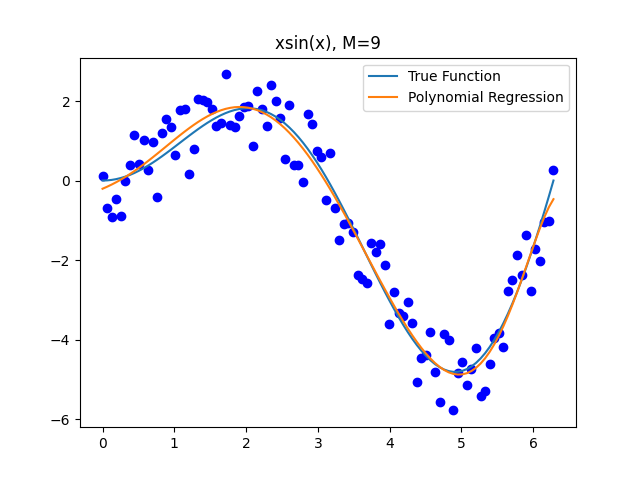 xsin(x), M=9
True Function
Polynomial Regression
2
0
−2
−4
−6
0 1 2 3 4 5 6